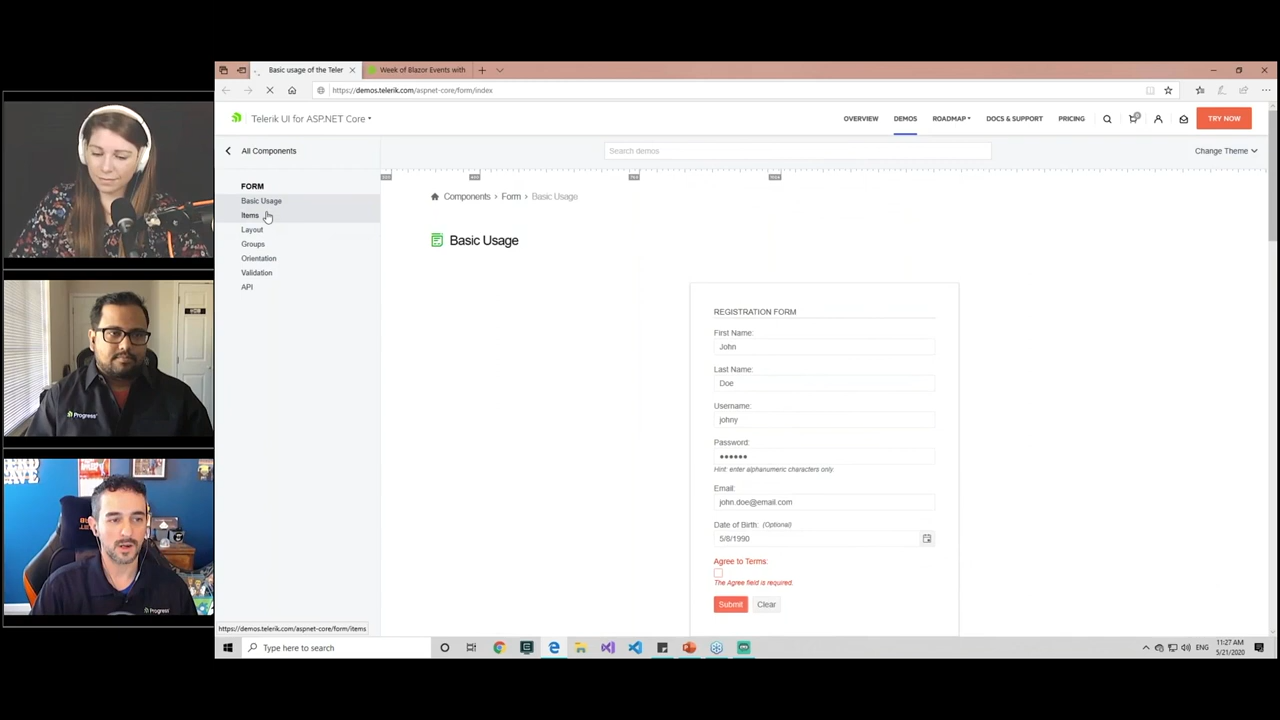 Basic usage of the Teler
Week of Blazor Events with
https://demos.telerik.com/aspnet-core/form/index
Telerik UI for ASP.NET Core
OVERVIEW
DEMOS
ROADMAP
DOCS & SUPPORT
PRICING
0
TRY NOW
All Components
Search demos
Change Theme
FORM
Basic Usage
Items
Layout
Groups
Orientation
Validation
API
Components > Form > Basic Usage
Basic Usage
REGISTRATION FORM
First Name:
John
Last Name:
Doe
Username:
johny
Password:
••••••
Hint: enter alphanumeric characters only.
Email:
john.doe@email.com
Date of Birth: (Optional)
5/8/1990
Agree to Terms:
The Agree field is required.
Submit
Clear
https://demos.telerik.com/aspnet-core/form/items
Type here to search
ENG
11:27 AM
5/21/2020
Progress
Progress